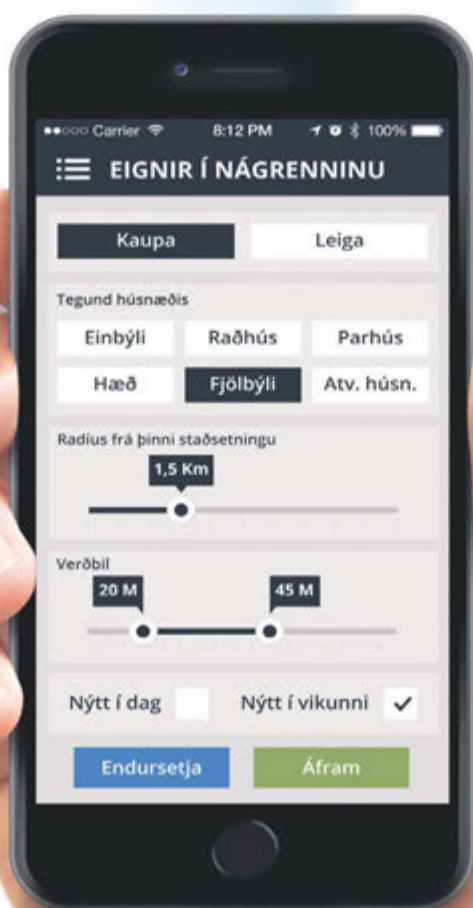 Carrier 8:12 PM 100%
EIGNIR Í NÁGRENNINU
Kaupa Leiga
Tegund húsnæðis
Einbýli Raðhús Parhús
Hæð Fjölbýli Atv. húsn.
Radíus frá þinni staðsetningu
1,5 Km
Verðbil
20 M 45 M
Nýtt í dag Nýtt í vikunni
Endursetja Áfram